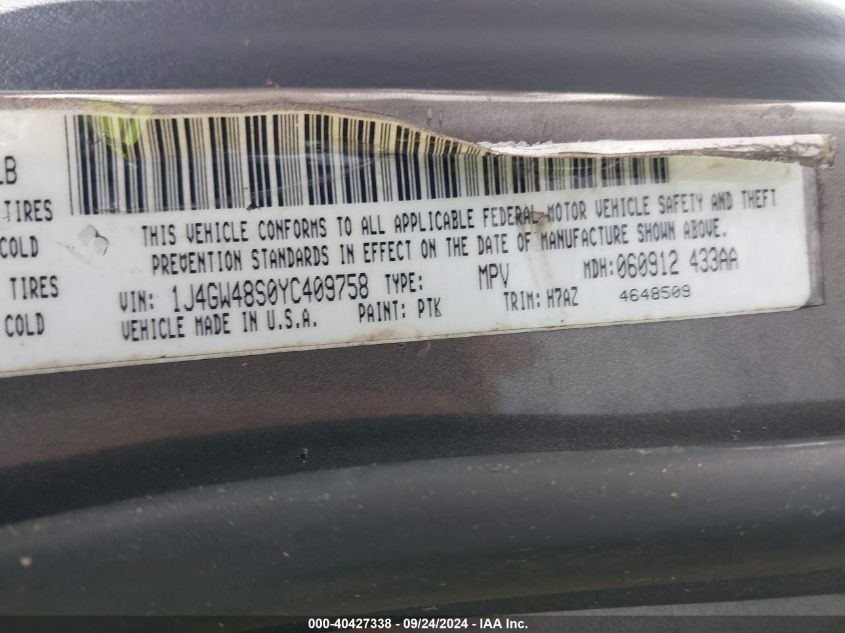 LB
TIRES
COLD
TIRES
COLD
THIS VEHICLE CONFORMS TO ALL APPLICABLE FEDERAL MOTOR VEHICLE SAFETY AND THEFT
PREVENTION STANDARDS IN EFFECT ON THE DATE OF MANUFACTURE SHOWN ABOVE.
VIN: 1J4GW48S0YC409758 TYPE: MPV MDH: 060912 433AA
VEHICLE MADE IN U.S.A. PAINT: PTK TRIM: H7AZ 4648509
000-40427338 - 09/24/2024 - IAA Inc.